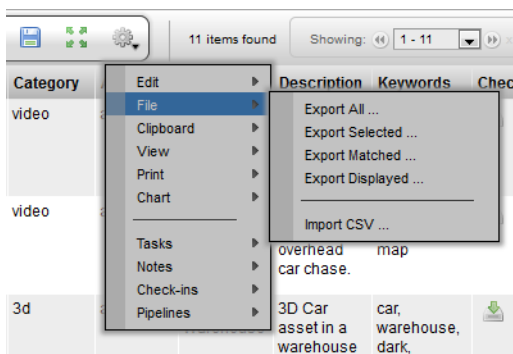 11 items found
Showing:
1 - 11
Category
Description
Keywords
Chec
video
Edit
File
Clipboard
View
Print
Chart
Tasks
Notes
Check-ins
Pipelines
Export All ...
Export Selected ...
Export Matched ...
Export Displayed ...
Import CSV ...
video
overhead
car chase.
map
3d
3D Car
asset in a
warehouse
car,
warehouse,
dark,